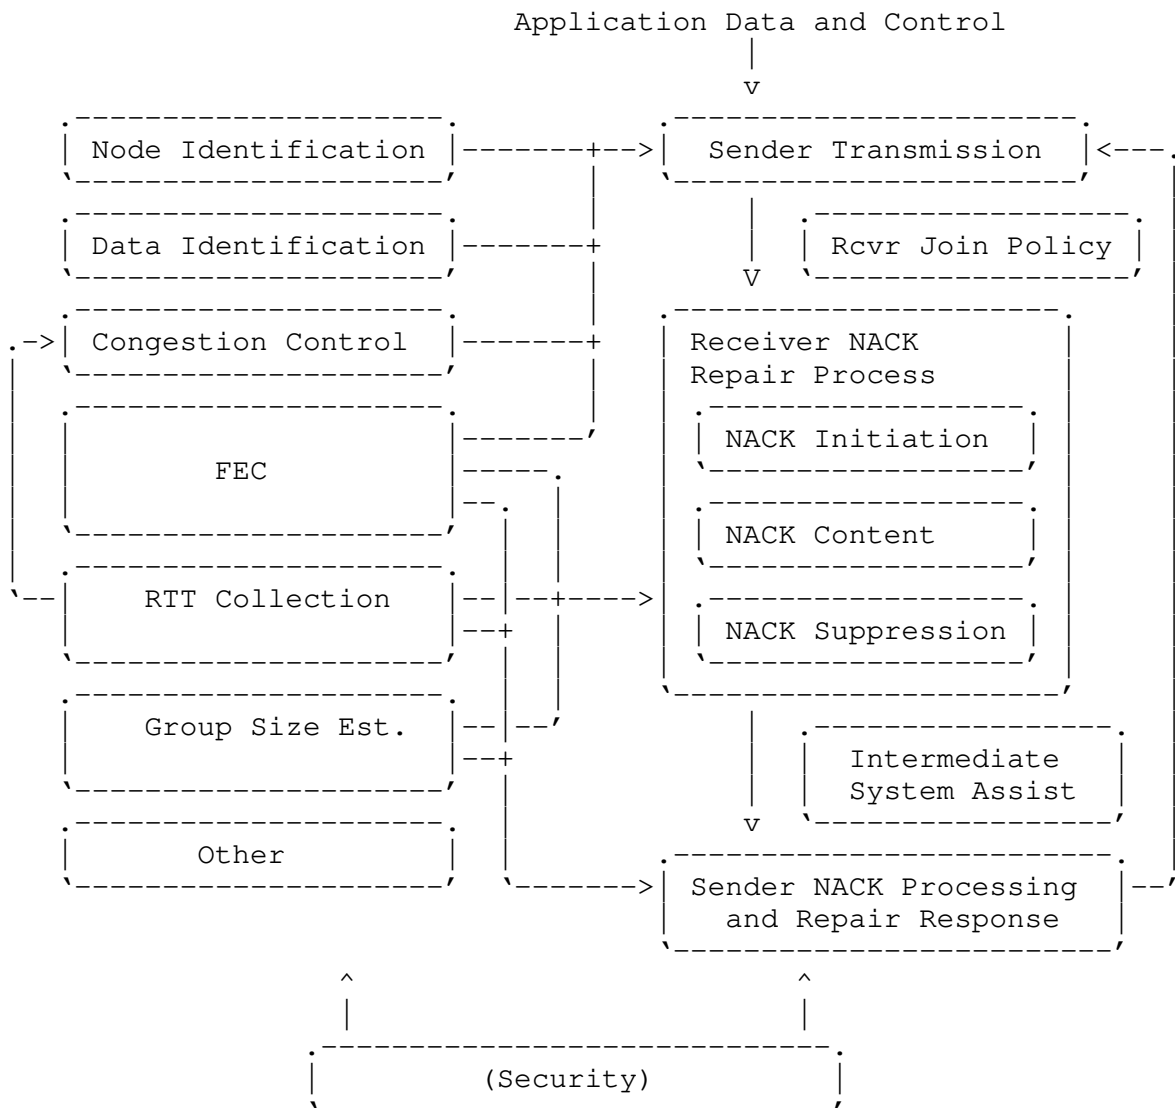 Application Data and Control
Node Identification
Sender Transmission
Data Identification
Rcvr Join Policy
Congestion Control
Receiver NACK
Repair Process
NACK Initiation
FEC
NACK Content
RTT Collection
NACK Suppression
Group Size Est.
Intermediate
System Assist
Other
Sender NACK Processing
and Repair Response
(Security)